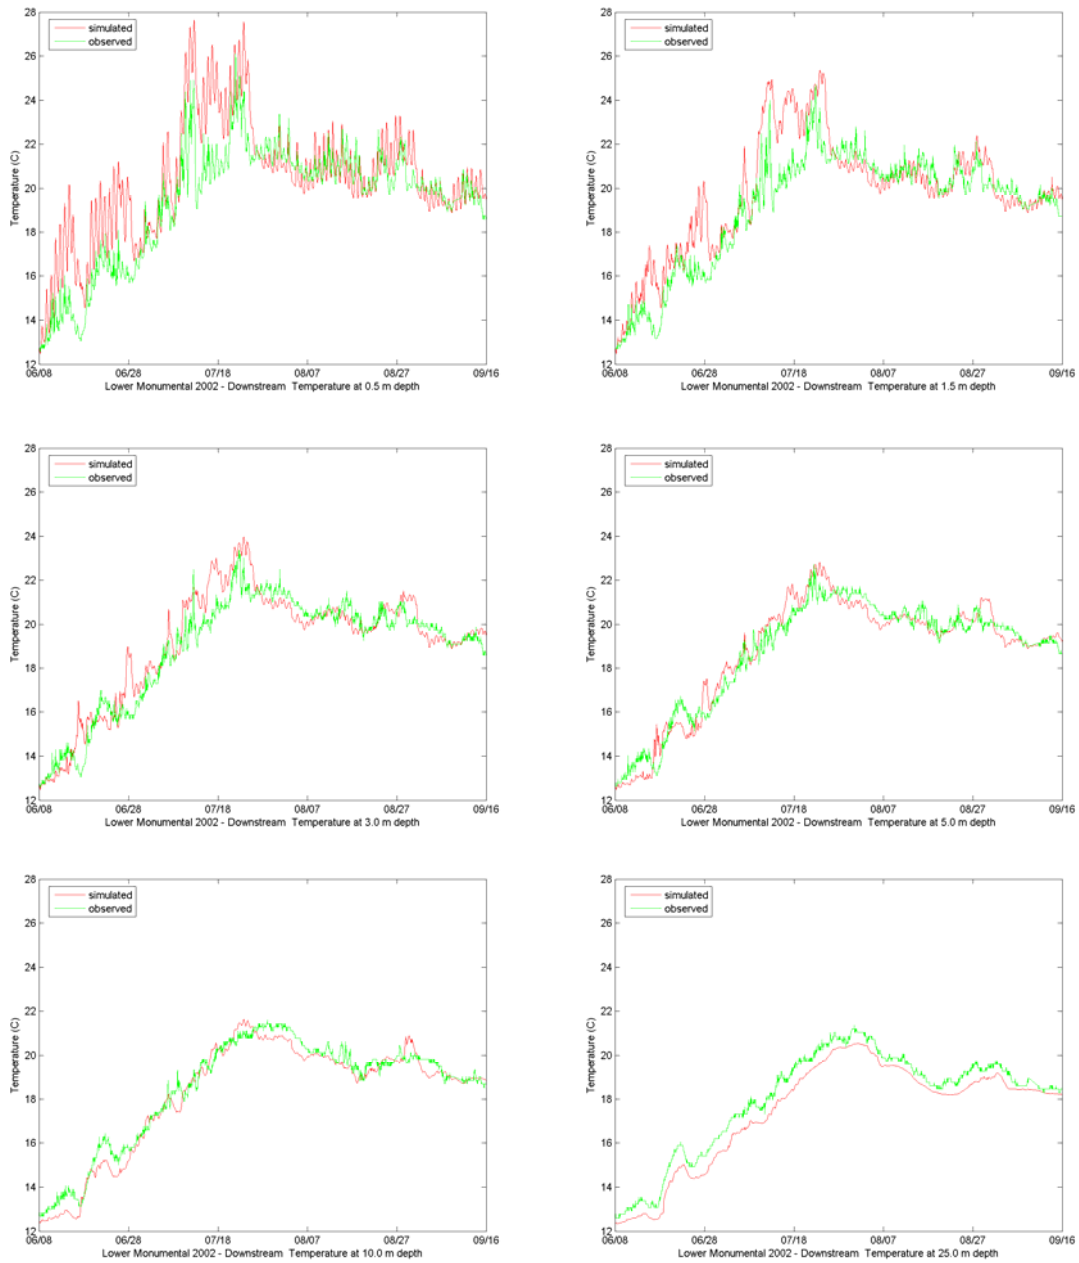 28
26
24
22
20
18
16
14
12
Temperature (C)
simulated
observed
06/08 06/28 07/18 08/07 08/27 09/16
Lower Monumental 2002 - Downstream Temperature at 0.5 m depth
28
26
24
22
20
18
16
14
12
Temperature (C)
simulated
observed
06/08 06/28 07/18 08/07 08/27 09/16
Lower Monumental 2002 - Downstream Temperature at 1.5 m depth
28
26
24
22
20
18
16
14
12
Temperature (C)
simulated
observed
06/08 06/28 07/18 08/07 08/27 09/16
Lower Monumental 2002 - Downstream Temperature at 3.0 m depth
28
26
24
22
20
18
16
14
12
Temperature (C)
simulated
observed
06/08 06/28 07/18 08/07 08/27 09/16
Lower Monumental 2002 - Downstream Temperature at 5.0 m depth
28
26
24
22
20
18
16
14
12
Temperature (C)
simulated
observed
06/08 06/28 07/18 08/07 08/27 09/16
Lower Monumental 2002 - Downstream Temperature at 10.0 m depth
28
26
24
22
20
18
16
14
12
Temperature (C)
simulated
observed
06/08 06/28 07/18 08/07 08/27 09/16
Lower Monumental 2002 - Downstream Temperature at 25.0 m depth